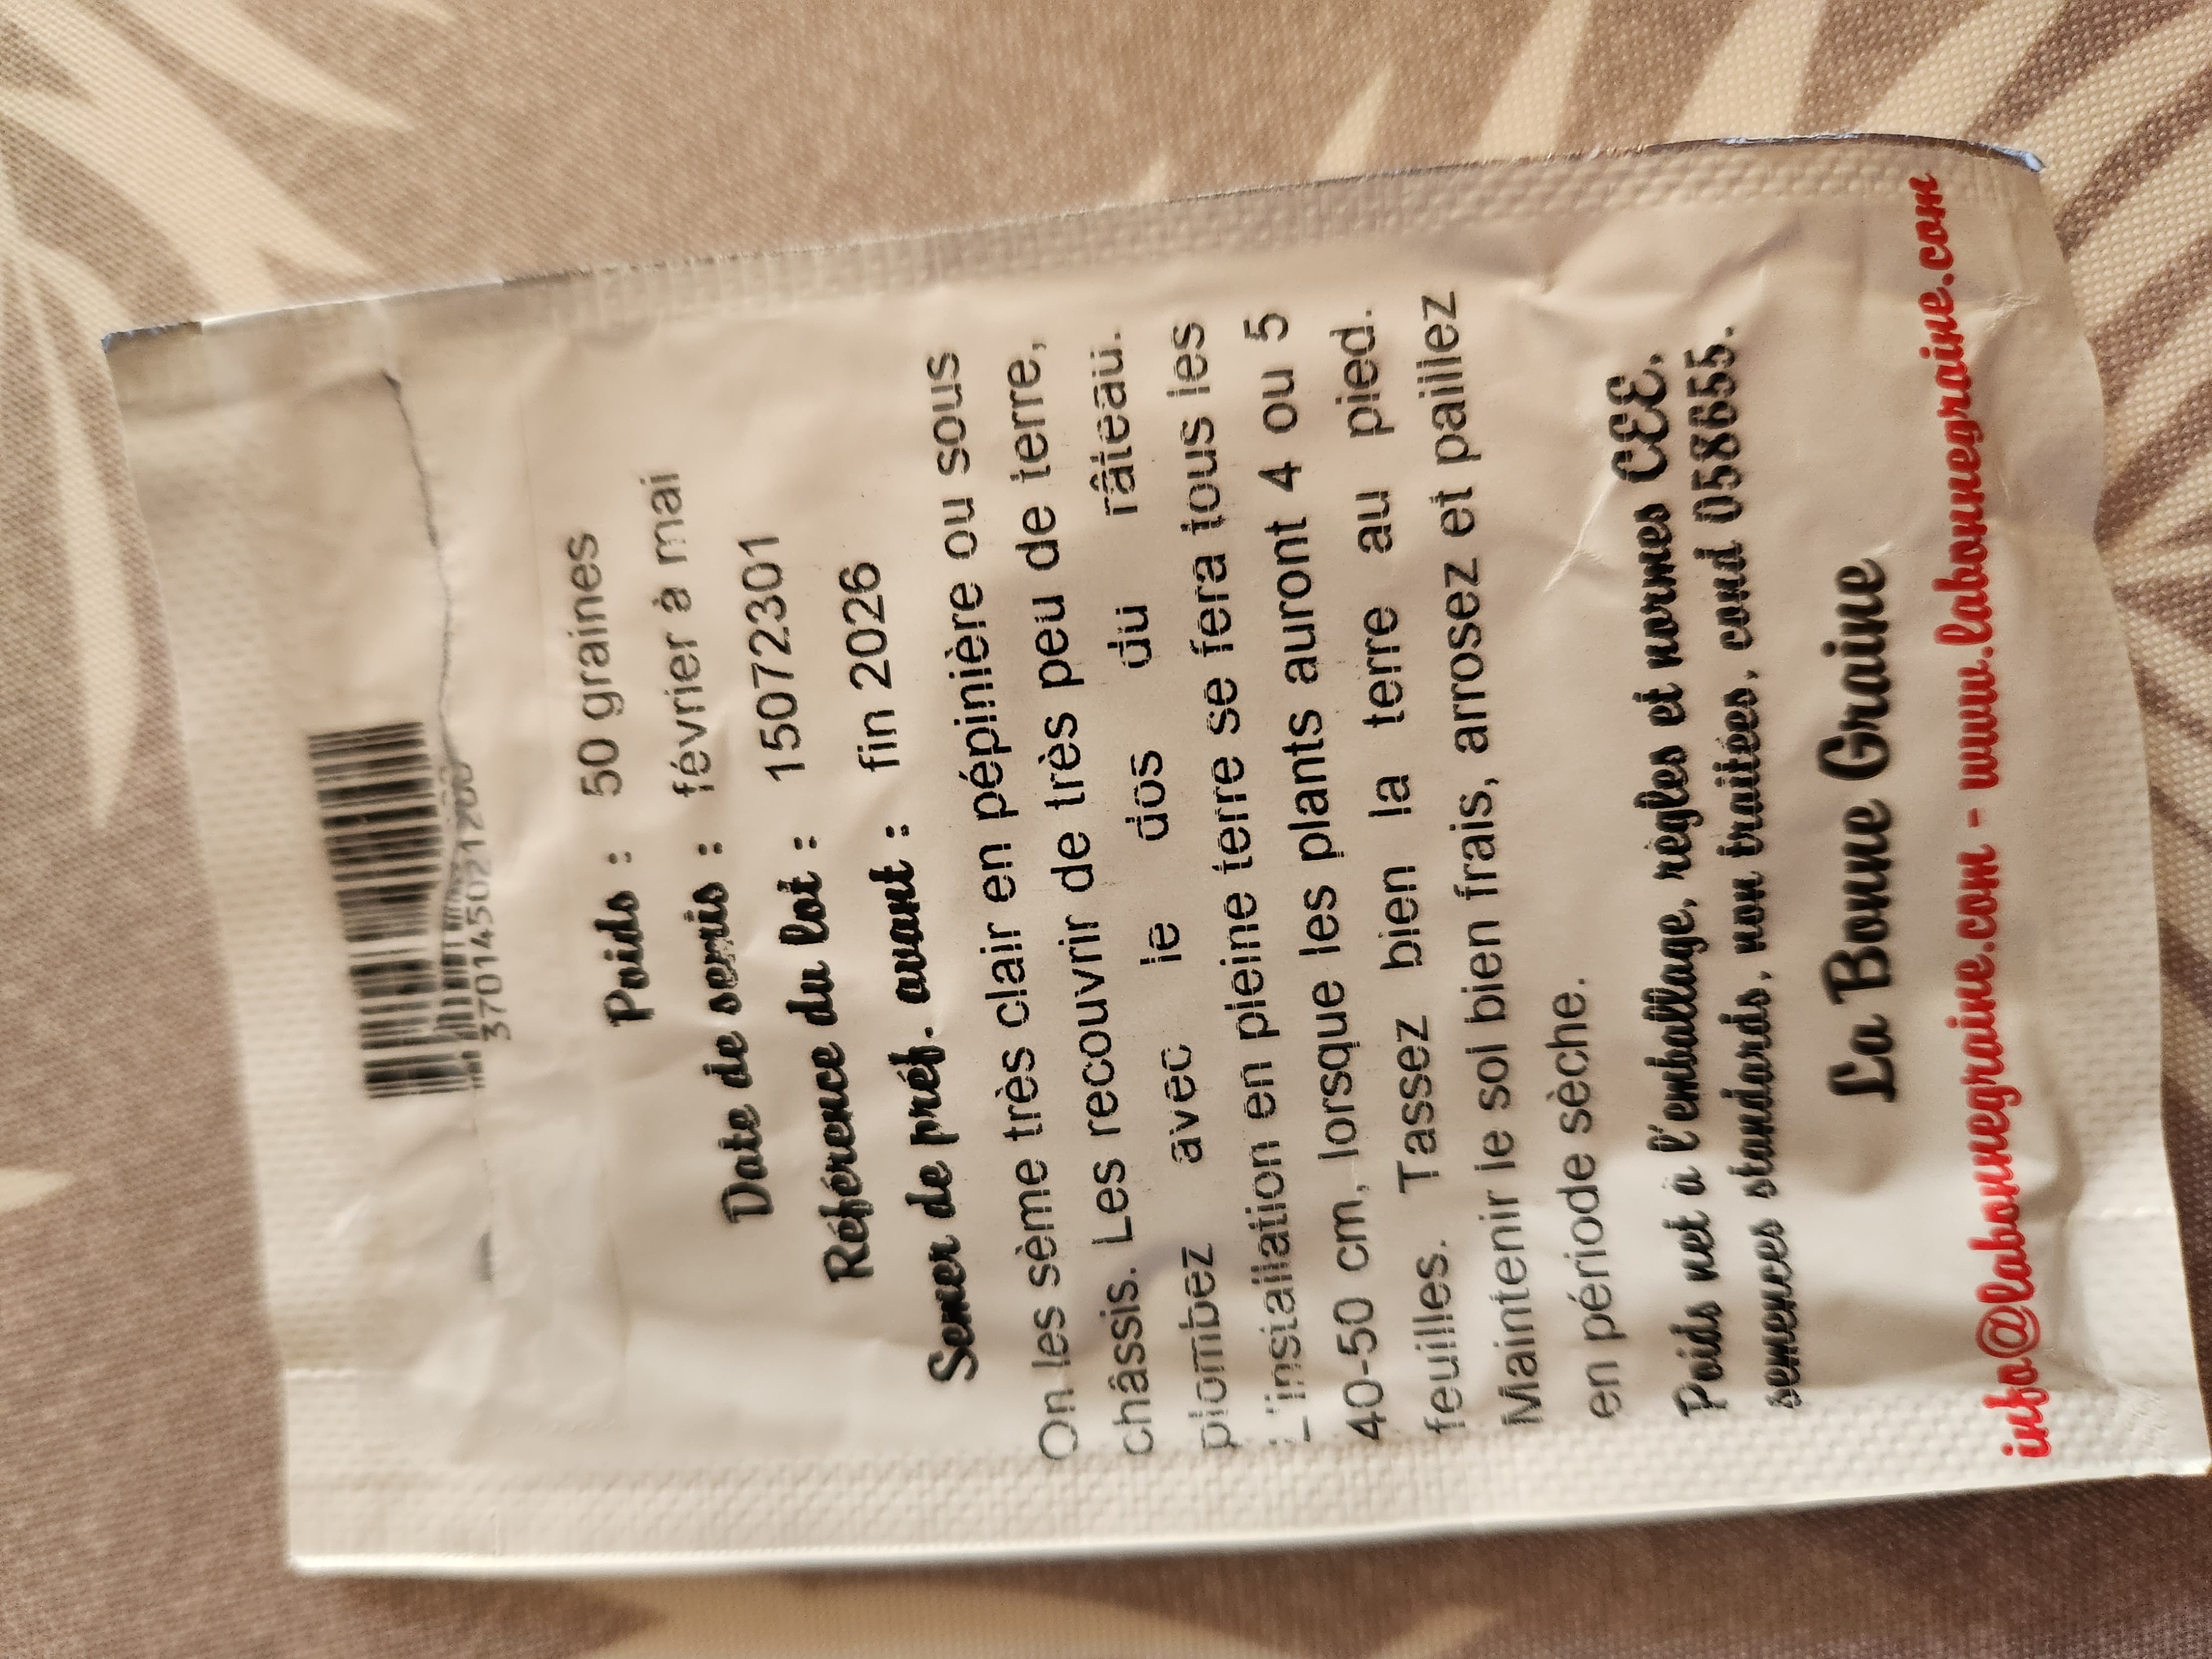 370145021200
Poids : 50 graines
Date de semis : février à mai
Référence du lot : 15072301
Semer de préf. avant : fin 2026
On les sème très clair en pépinière ou sous
châssis. Les recouvrir de très peu de terre,
plombez avec le dos du râteau.
L'installation en pleine terre se fera tous les
40-50 cm, lorsque les plants auront 4 ou 5
feuilles. Tassez bien la terre au pied.
Maintenir le sol bien frais, arrosez et paillez
en période sèche.
Poids net à l'emballage, règles et normes CEE.
semences standards, non traitées, cond 058655.
La Bonne Graine
info@labonnegraine.com - www.labonnegraine.com